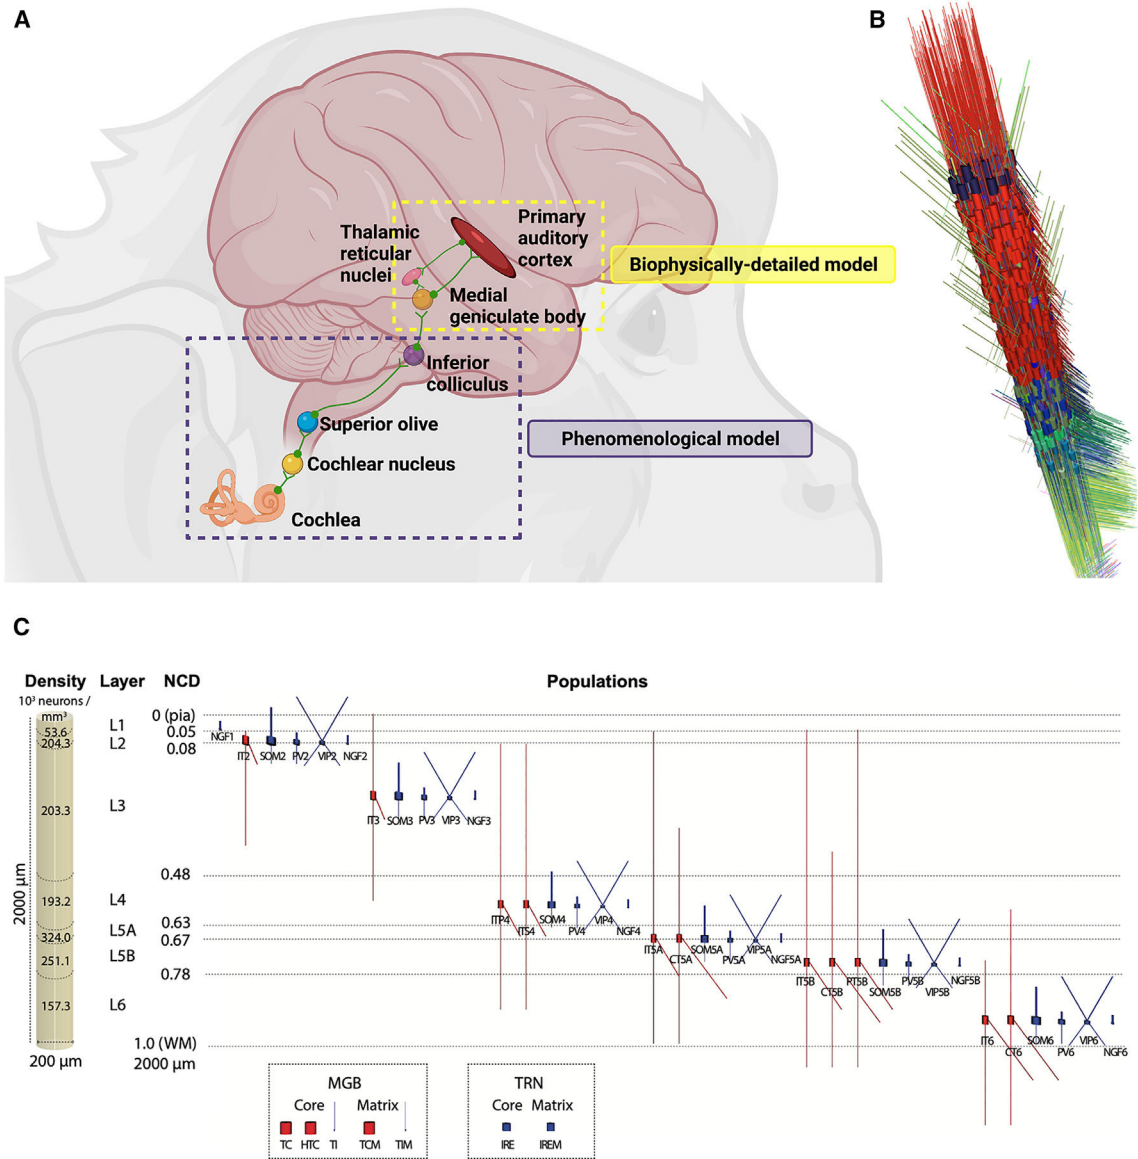 A
B
Thalamic
reticular
nuclei
Primary
auditory
cortex
Biophysically-detailed model
Medial
geniculate body
Inferior
colliculus
Superior olive
Phenomenological model
Cochlear nucleus
Cochlea
C
Density
Layer
NCD
Populations
10³ neurons /
mm³
53.6
204.3
203.3
193.2
324.0
251.1
157.3
2000 μm
200 μm
L1
L2
L3
L4
L5A
L5B
L6
0 (pia)
0.05
0.08
0.48
0.63
0.67
0.78
1.0 (WM)
2000 μm
NGF1
IT2 SOM2 PV2 VIP2 NGF2
IT3 SOM3 PV3 VIP3 NGF3
ITP4 ITS4 SOM4 PV4 VIP4 NGF4
IT5A CT5A SOM5A PV5A VIP5A NGF5A
IT5B CT5B PT5B SOM5B PV5B VIP5B NGF5B
IT6 CT6 SOM6 PV6 VIP6 NGF6
MGB
Core Matrix
TC HTC TI TCM TIM
TRN
Core Matrix
IRE IREM